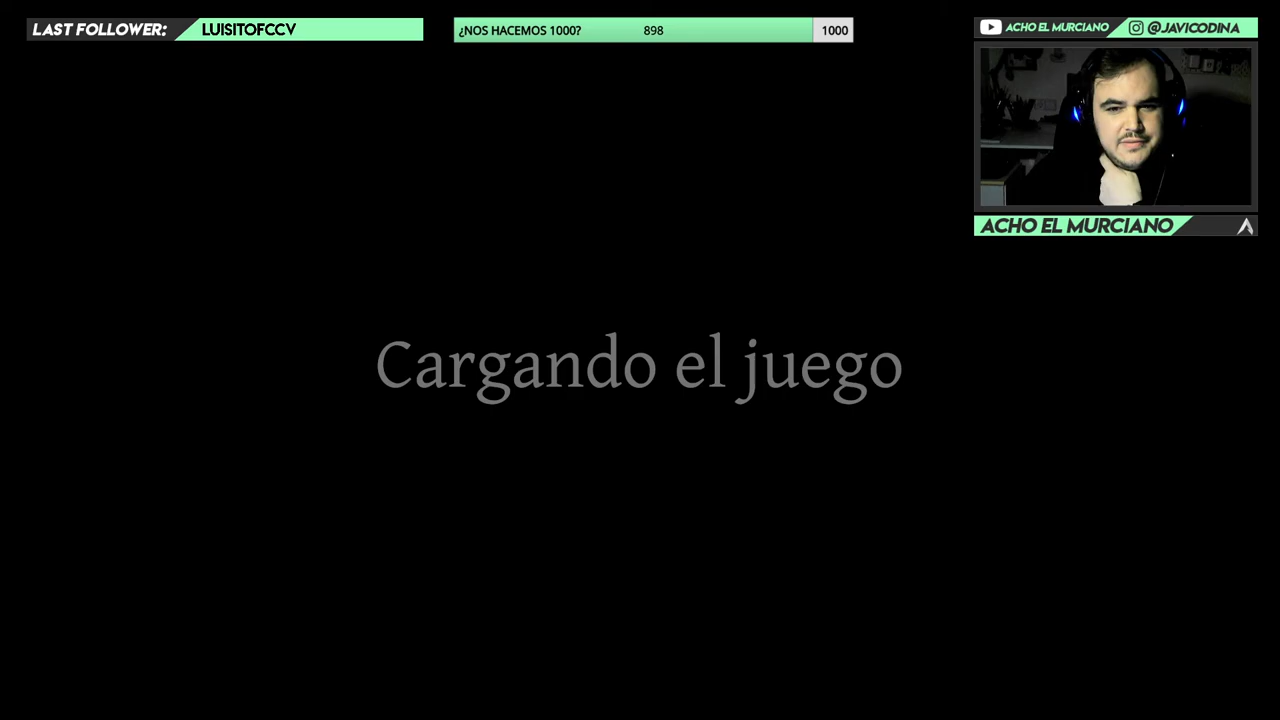 LAST FOLLOWER: LUISITOFCCV
¿NOS HACEMOS 1000? 898 1000
ACHO EL MURCIANO @JAVICODINA
ACHO EL MURCIANO
Cargando el juego